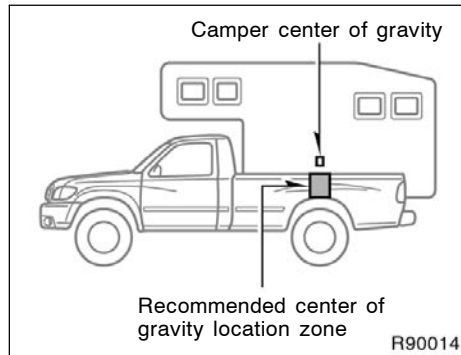 Camper center of gravity
Recommended center of
gravity location zone
R90014